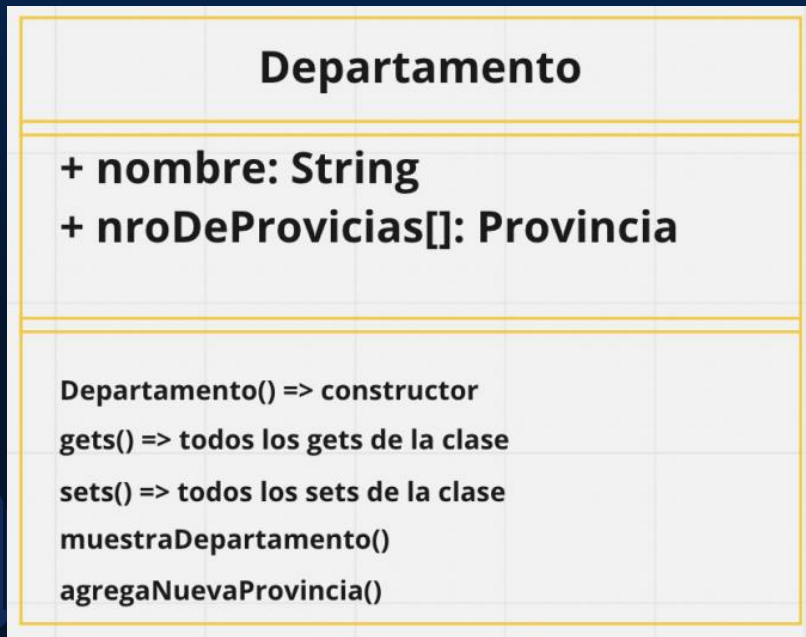 Departamento
+ nombre: String
+ nroDeProvicias[]: Provincia
Departamento() => constructor
gets() => todos los gets de la clase
sets() => todos los sets de la clase
muestraDepartamento()
agregaNuevaProvincia()